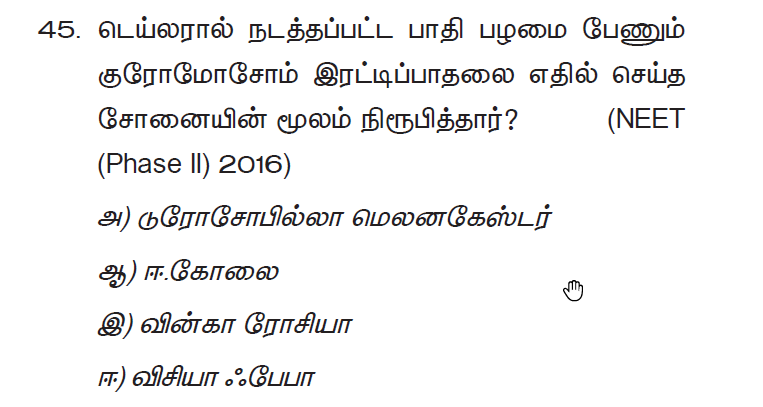 45. டெய்லரால் நடத்தப்பட்ட பாதி பழமை பேணும்
குரோமோசோம் இரட்டிப்பாதலை எதில் செய்த
சோனையின் மூலம் நிரூபித்தார்? (NEET
(Phase II) 2016)
அ) டுரோசோபில்லா மெலனகேஸ்டர்
ஆ) ஈ.கோலை
இ) வின்கா ரோசியா
ஈ) விசியா ஃபேபா